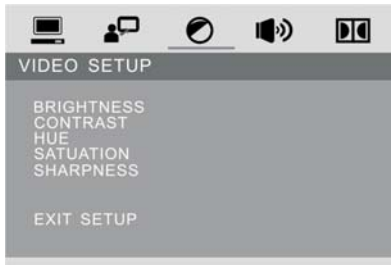 VIDEO SETUP
BRIGHTNESS
CONTRAST
HUE
SATUATION
SHARPNESS
EXIT SETUP